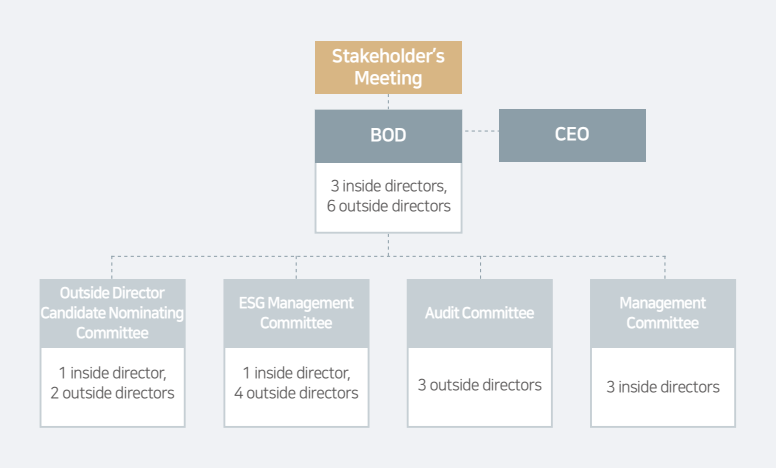 Stakeholder's
Meeting
BOD
CEO
3 inside directors,
6 outside directors
Outside Director
Candidate Nominating
Committee
1 inside director,
2 outside directors
ESG Management
Committee
1 inside director,
4 outside directors
Audit Committee
3 outside directors
Management
Committee
3 inside directors